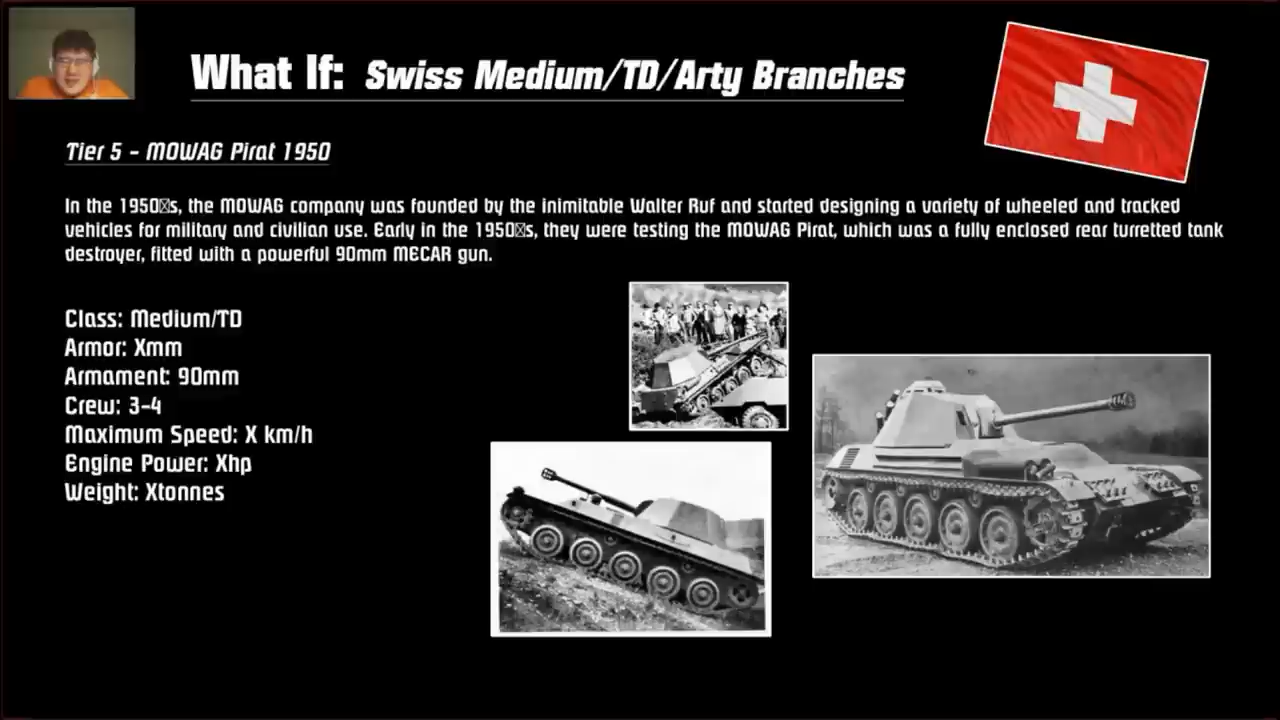 What If: Swiss Medium/TD/Arty Branches
Tier 5 - MOWAG Pirat 1950
In the 1950▯s, the MOWAG company was founded by the inimitable Walter Ruf and started designing a variety of wheeled and tracked
vehicles for military and civilian use. Early in the 1950▯s, they were testing the MOWAG Pirat, which was a fully enclosed rear turretted tank
destroyer, fitted with a powerful 90mm MECAR gun.
Class: Medium/TD
Armor: Xmm
Armament: 90mm
Crew: 3-4
Maximum Speed: X km/h
Engine Power: Xhp
Weight: Xtonnes